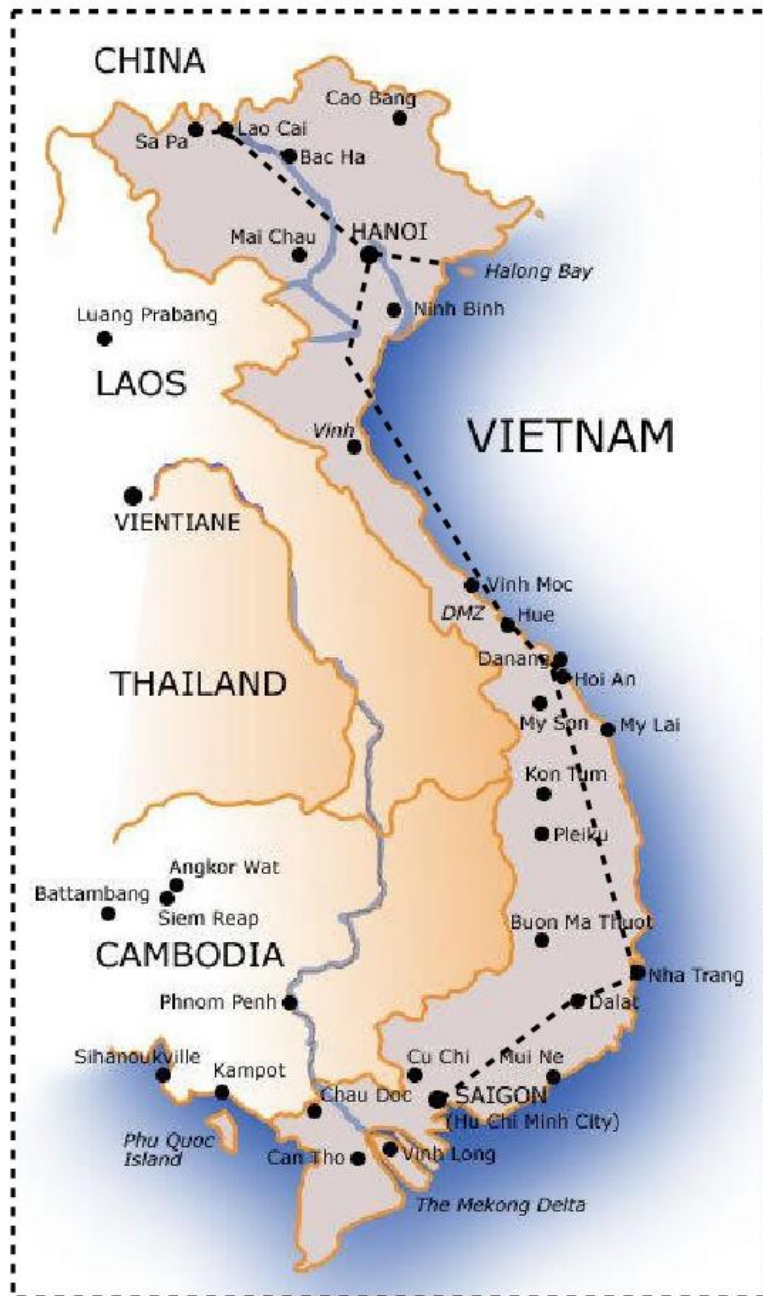 CHINA
Cao Bang
Lao Cai
Sa Pa
Bac Ha
HANOI
Mai Chau
Halong Bay
Ninh Binh
Luang Prabang
LAOS
VIETNAM
Vinh
VIENTIANE
Vinh Moc
DMZ
Hue
Danang
Hoi An
THAILAND
My Son
My Lai
Kon Tum
Pleiku
Angkor Wat
Battambang
Siem Reap
Buon Ma Thuot
CAMBODIA
Nha Trang
Phnom Penh
Dalat
Sihanoukville
Kampot
Cu Chi
Mui Ne
Chau Doc
SAIGON
(Hu Chi Minh City)
Phu Quoc
Island
Can Tho
Vinh Long
The Mekong Delta